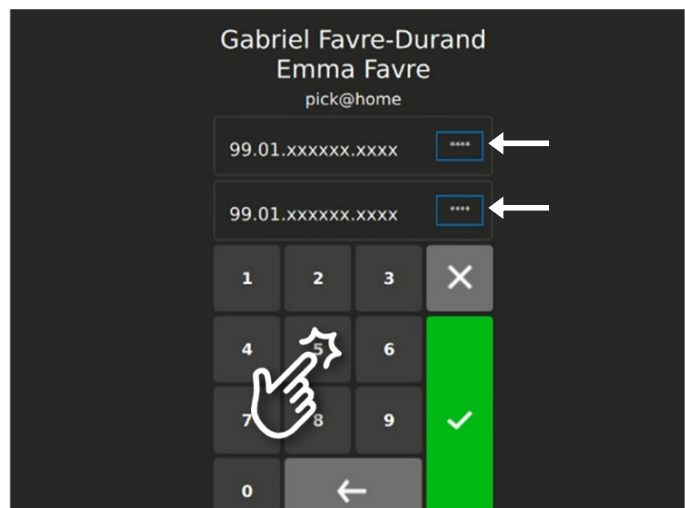 Gabriel Favre-Durand
Emma Favre
pick@home
99.01.xxxxxx.xxxx ****
99.01.xxxxxx.xxxx ****
1 2 3
4 5 6
7 8 9
0